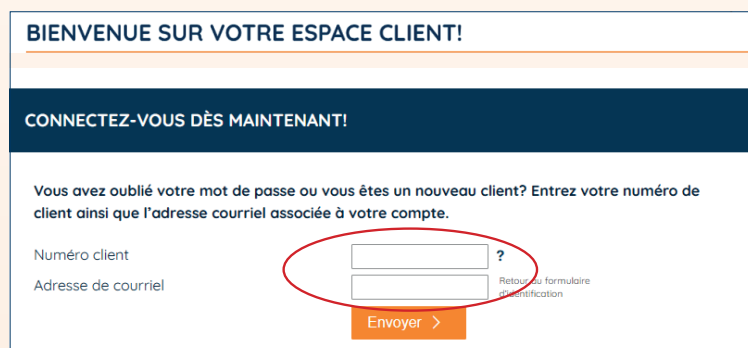 BIENVENUE SUR VOTRE ESPACE CLIENT!
CONNECTEZ-VOUS DÈS MAINTENANT!
Vous avez oublié votre mot de passe ou vous êtes un nouveau client? Entrez votre numéro de
client ainsi que l'adresse courriel associée à votre compte.
Numéro client ?
Adresse de courriel
Retour au formulaire
d'identification
Envoyer >